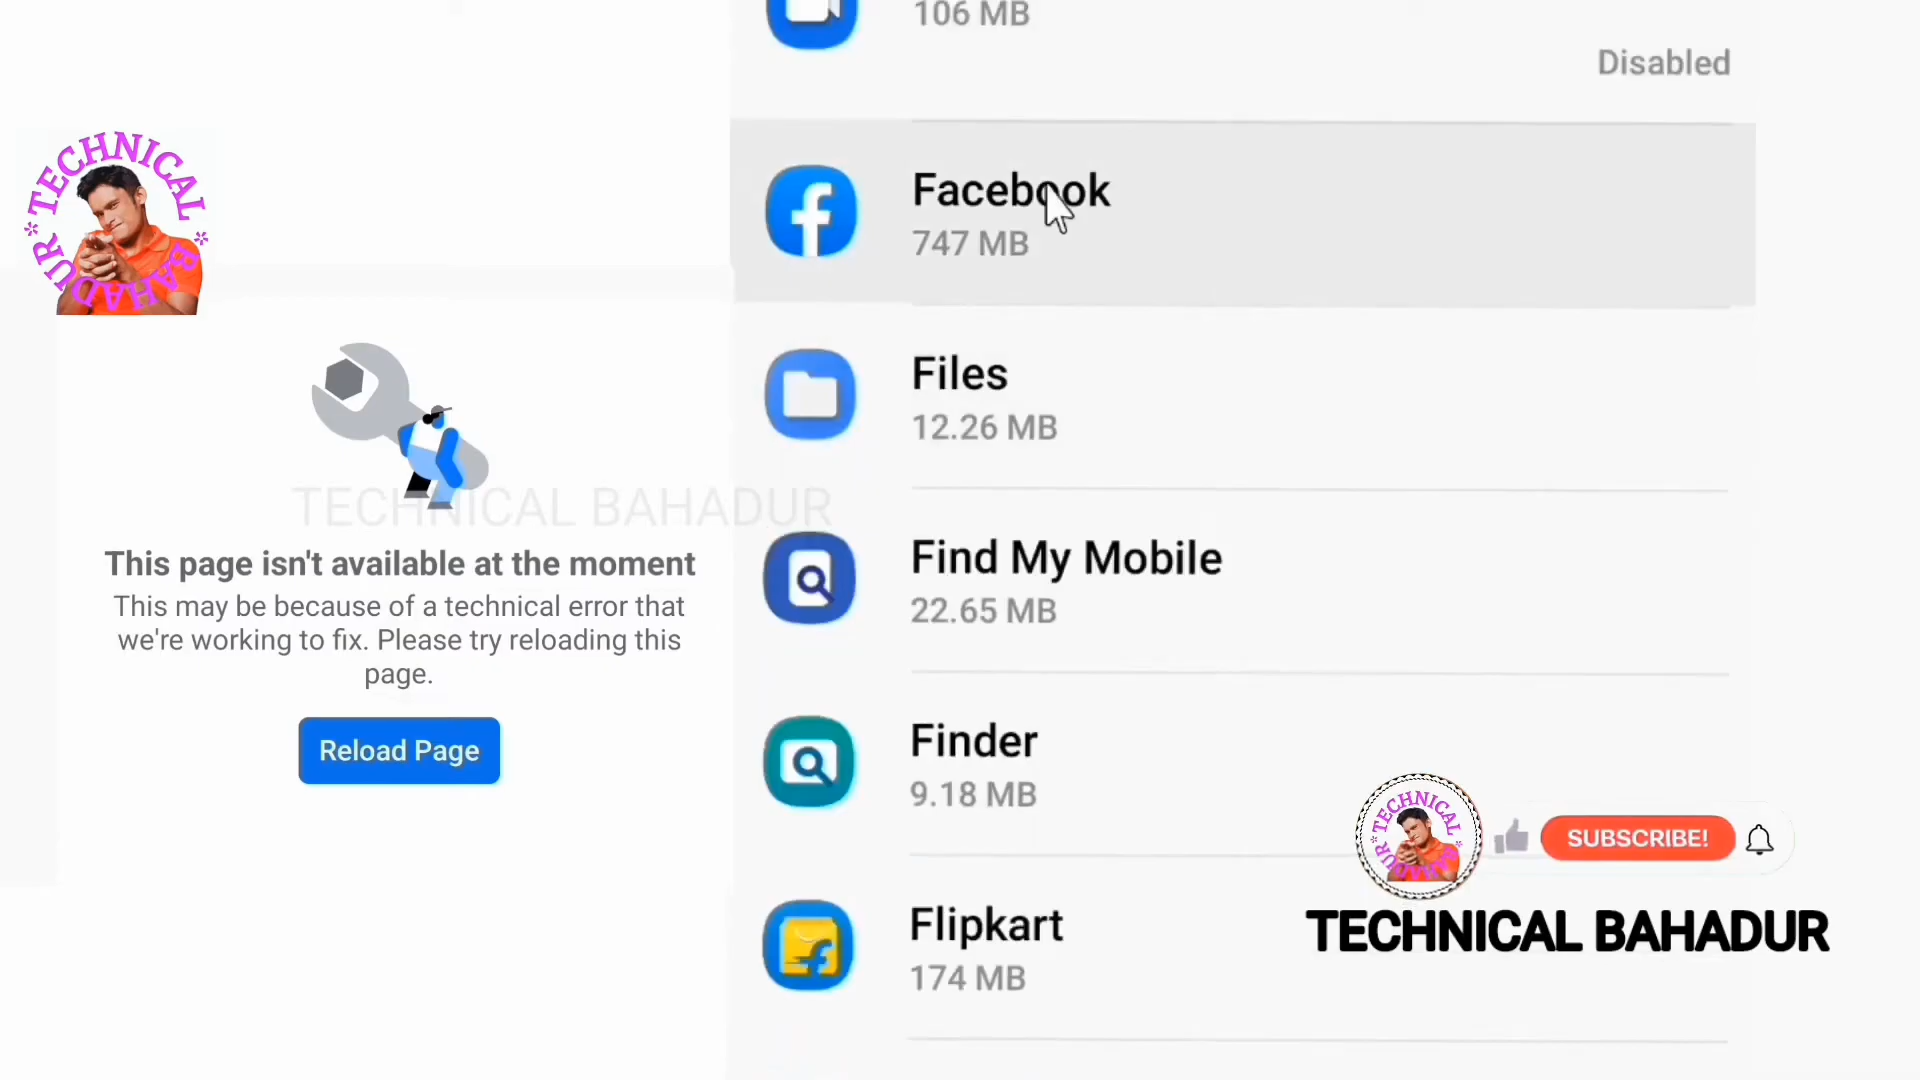 106 MB
Disabled
*TECHNICAL*
BAHADUR
Facebook
747 MB
Files
12.26 MB
TECHNICAL BAHADUR
This page isn't available at the moment
This may be because of a technical error that
we're working to fix. Please try reloading this
page.
Reload Page
Find My Mobile
22.65 MB
Finder
9.18 MB
Flipkart
174 MB
*TECHNICAL*
BAHADUR
SUBSCRIBE!
TECHNICAL BAHADUR